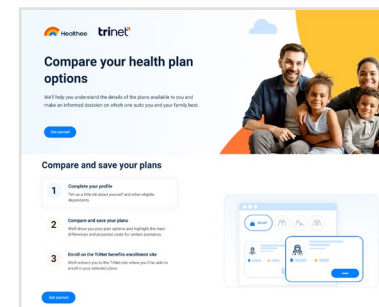 Healthee trinet
Compare your health plan
options
We'll help you understand the details of the plans available to you and
make an informed decision on which one suits you and your family best.
Get started
Compare and save your plans
1 Complete your profile
Tell us a little bit about yourself and other eligible
dependents.
2 Compare and save your plans
We'll show you your plan options and highlight the main
differences and projected costs for certain scenarios.
3 Enroll on the TriNet benefits enrollment site
We'll redirect you to the TriNet site where you'll be able to
enroll in your selected plans.
Get started